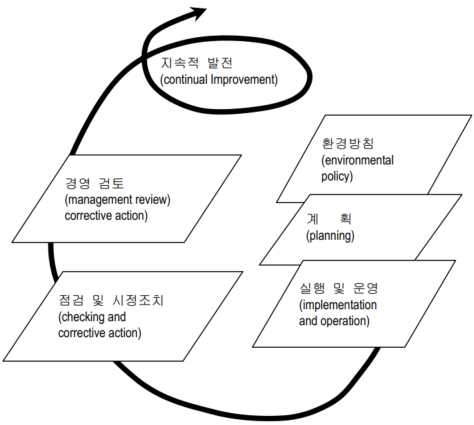 지속적 발전
(continual Improvement)
환경방침
(environmental
policy)
경영 검토
(management review)
corrective action)
계 획
(planning)
점검 및 시정조치
(checking and
corrective action)
실행 및 운영
(implementation
and operation)